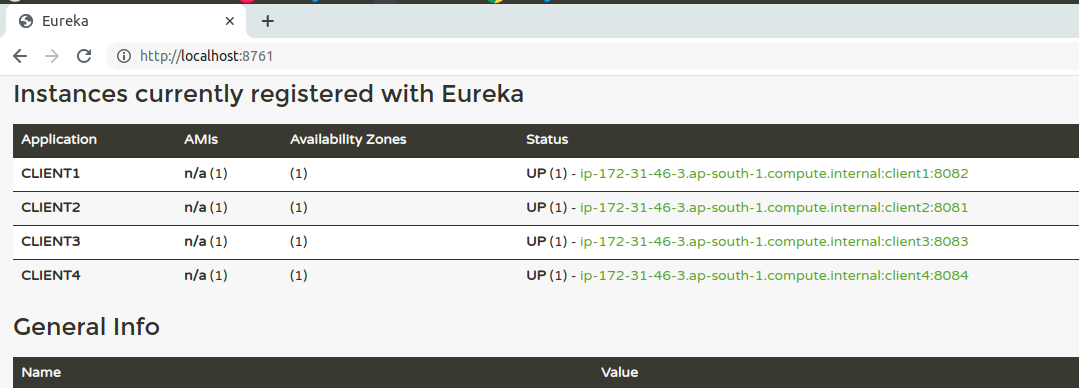 Eureka
http://localhost:8761
Instances currently registered with Eureka
Application AMIs Availability Zones Status
CLIENT1 n/a (1) (1) UP (1) - ip-172-31-46-3.ap-south-1.compute.internal:client1:8082
CLIENT2 n/a (1) (1) UP (1) - ip-172-31-46-3.ap-south-1.compute.internal:client2:8081
CLIENT3 n/a (1) (1) UP (1) - ip-172-31-46-3.ap-south-1.compute.internal:client3:8083
CLIENT4 n/a (1) (1) UP (1) - ip-172-31-46-3.ap-south-1.compute.internal:client4:8084
General Info
Name Value